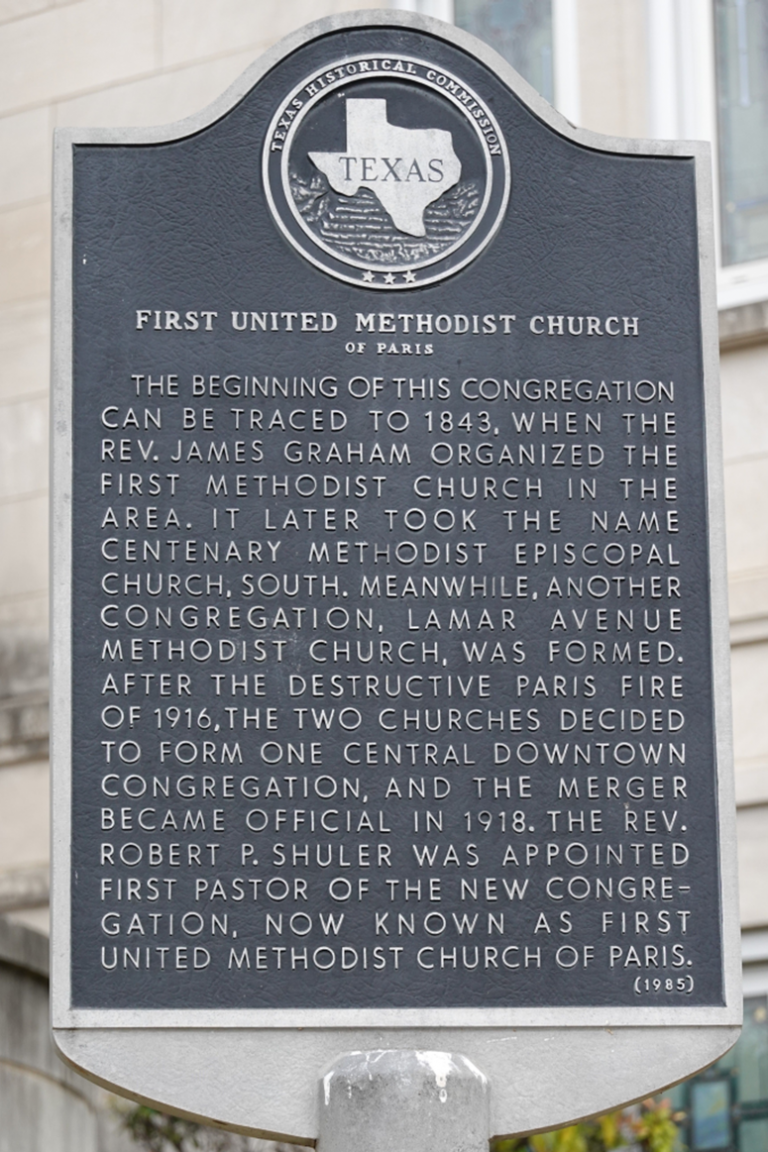 TEXAS HISTORICAL COMMISSION
TEXAS
FIRST UNITED METHODIST CHURCH
OF PARIS
THE BEGINNING OF THIS CONGREGATION
CAN BE TRACED TO 1843, WHEN THE
REV. JAMES GRAHAM ORGANIZED THE
FIRST METHODIST CHURCH IN THE
AREA. IT LATER TOOK THE NAME
CENTENARY METHODIST EPISCOPAL
CHURCH, SOUTH. MEANWHILE, ANOTHER
CONGREGATION, LAMAR AVENUE
METHODIST CHURCH, WAS FORMED.
AFTER THE DESTRUCTIVE PARIS FIRE
OF 1916, THE TWO CHURCHES DECIDED
TO FORM ONE CENTRAL DOWNTOWN
CONGREGATION, AND THE MERGER
BECAME OFFICIAL IN 1918. THE REV.
ROBERT P. SHULER WAS APPOINTED
FIRST PASTOR OF THE NEW CONGRE-
GATION, NOW KNOWN AS FIRST
UNITED METHODIST CHURCH OF PARIS.
(1985)